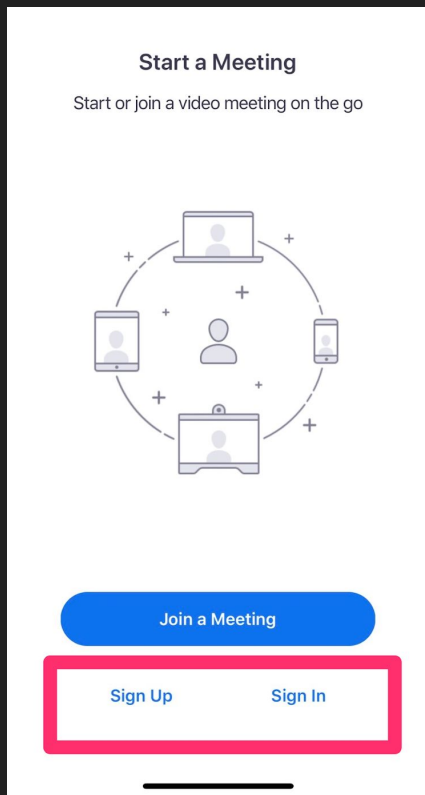 Start a Meeting
Start or join a video meeting on the go
Join a Meeting
Sign Up Sign In